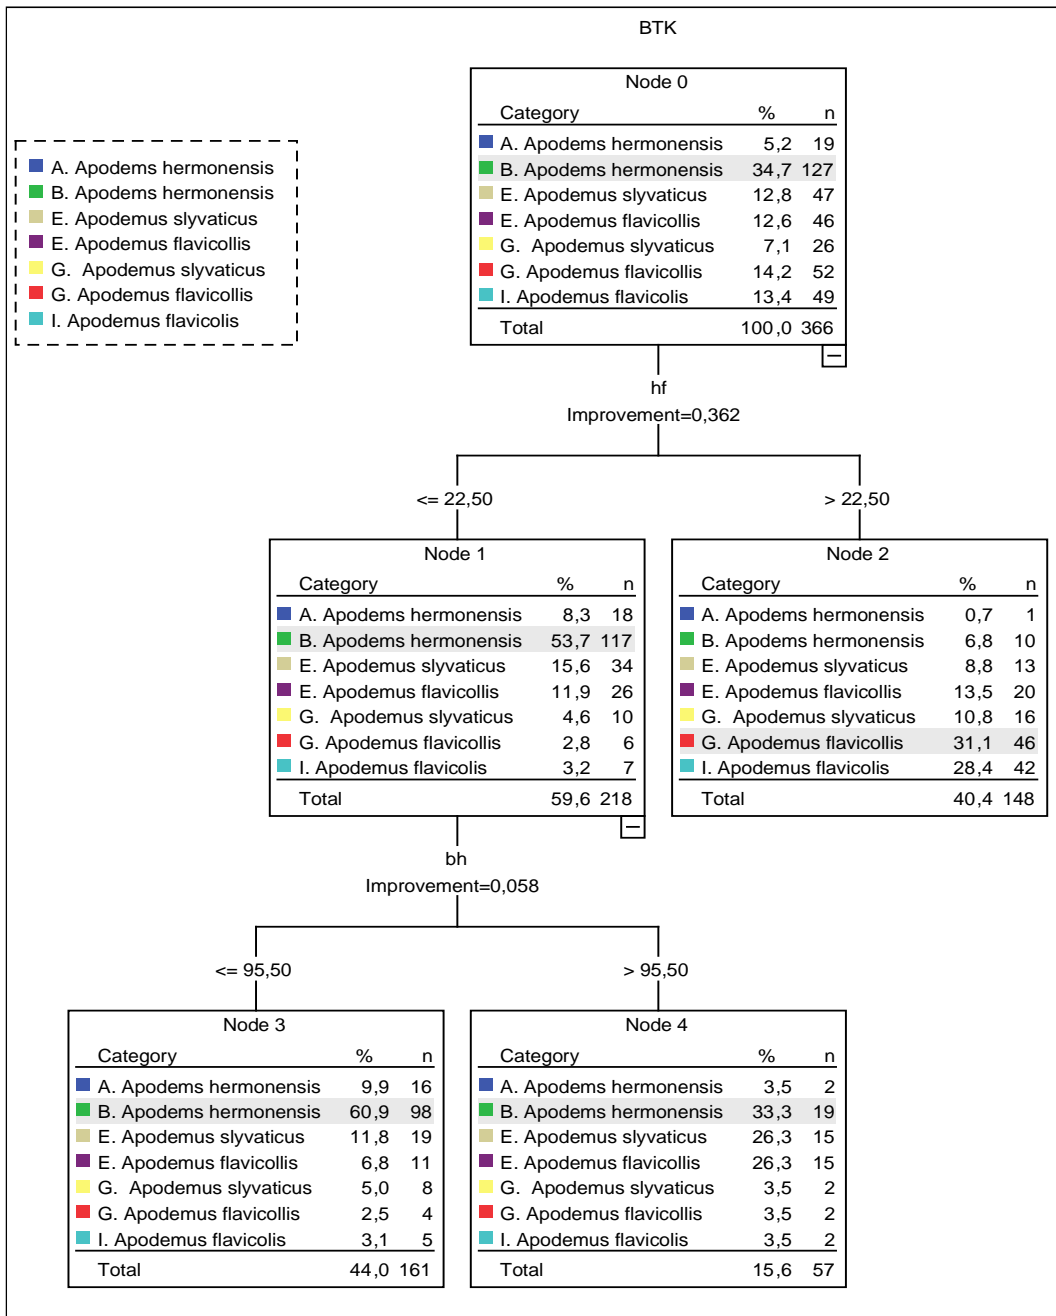 BTK
A. Apodems hermonensis
B. Apodems hermonensis
E. Apodemus slyvaticus
E. Apodemus flavicollis
G.  Apodemus slyvaticus
G. Apodemus flavicollis
I. Apodemus flavicolis
Node 0
Category % n
A. Apodems hermonensis 5,2 19
B. Apodems hermonensis 34,7 127
E. Apodemus slyvaticus 12,8 47
E. Apodemus flavicollis 12,6 46
G.  Apodemus slyvaticus 7,1 26
G. Apodemus flavicollis 14,2 52
I. Apodemus flavicolis 13,4 49
Total 100,0 366
hf
Improvement=0,362
<= 22,50
> 22,50
Node 1
Category % n
A. Apodems hermonensis 8,3 18
B. Apodems hermonensis 53,7 117
E. Apodemus slyvaticus 15,6 34
E. Apodemus flavicollis 11,9 26
G.  Apodemus slyvaticus 4,6 10
G. Apodemus flavicollis 2,8 6
I. Apodemus flavicolis 3,2 7
Total 59,6 218
Node 2
Category % n
A. Apodems hermonensis 0,7 1
B. Apodems hermonensis 6,8 10
E. Apodemus slyvaticus 8,8 13
E. Apodemus flavicollis 13,5 20
G.  Apodemus slyvaticus 10,8 16
G. Apodemus flavicollis 31,1 46
I. Apodemus flavicolis 28,4 42
Total 40,4 148
bh
Improvement=0,058
<= 95,50
> 95,50
Node 3
Category % n
A. Apodems hermonensis 9,9 16
B. Apodems hermonensis 60,9 98
E. Apodemus slyvaticus 11,8 19
E. Apodemus flavicollis 6,8 11
G.  Apodemus slyvaticus 5,0 8
G. Apodemus flavicollis 2,5 4
I. Apodemus flavicolis 3,1 5
Total 44,0 161
Node 4
Category % n
A. Apodems hermonensis 3,5 2
B. Apodems hermonensis 33,3 19
E. Apodemus slyvaticus 26,3 15
E. Apodemus flavicollis 26,3 15
G.  Apodemus slyvaticus 3,5 2
G. Apodemus flavicollis 3,5 2
I. Apodemus flavicolis 3,5 2
Total 15,6 57